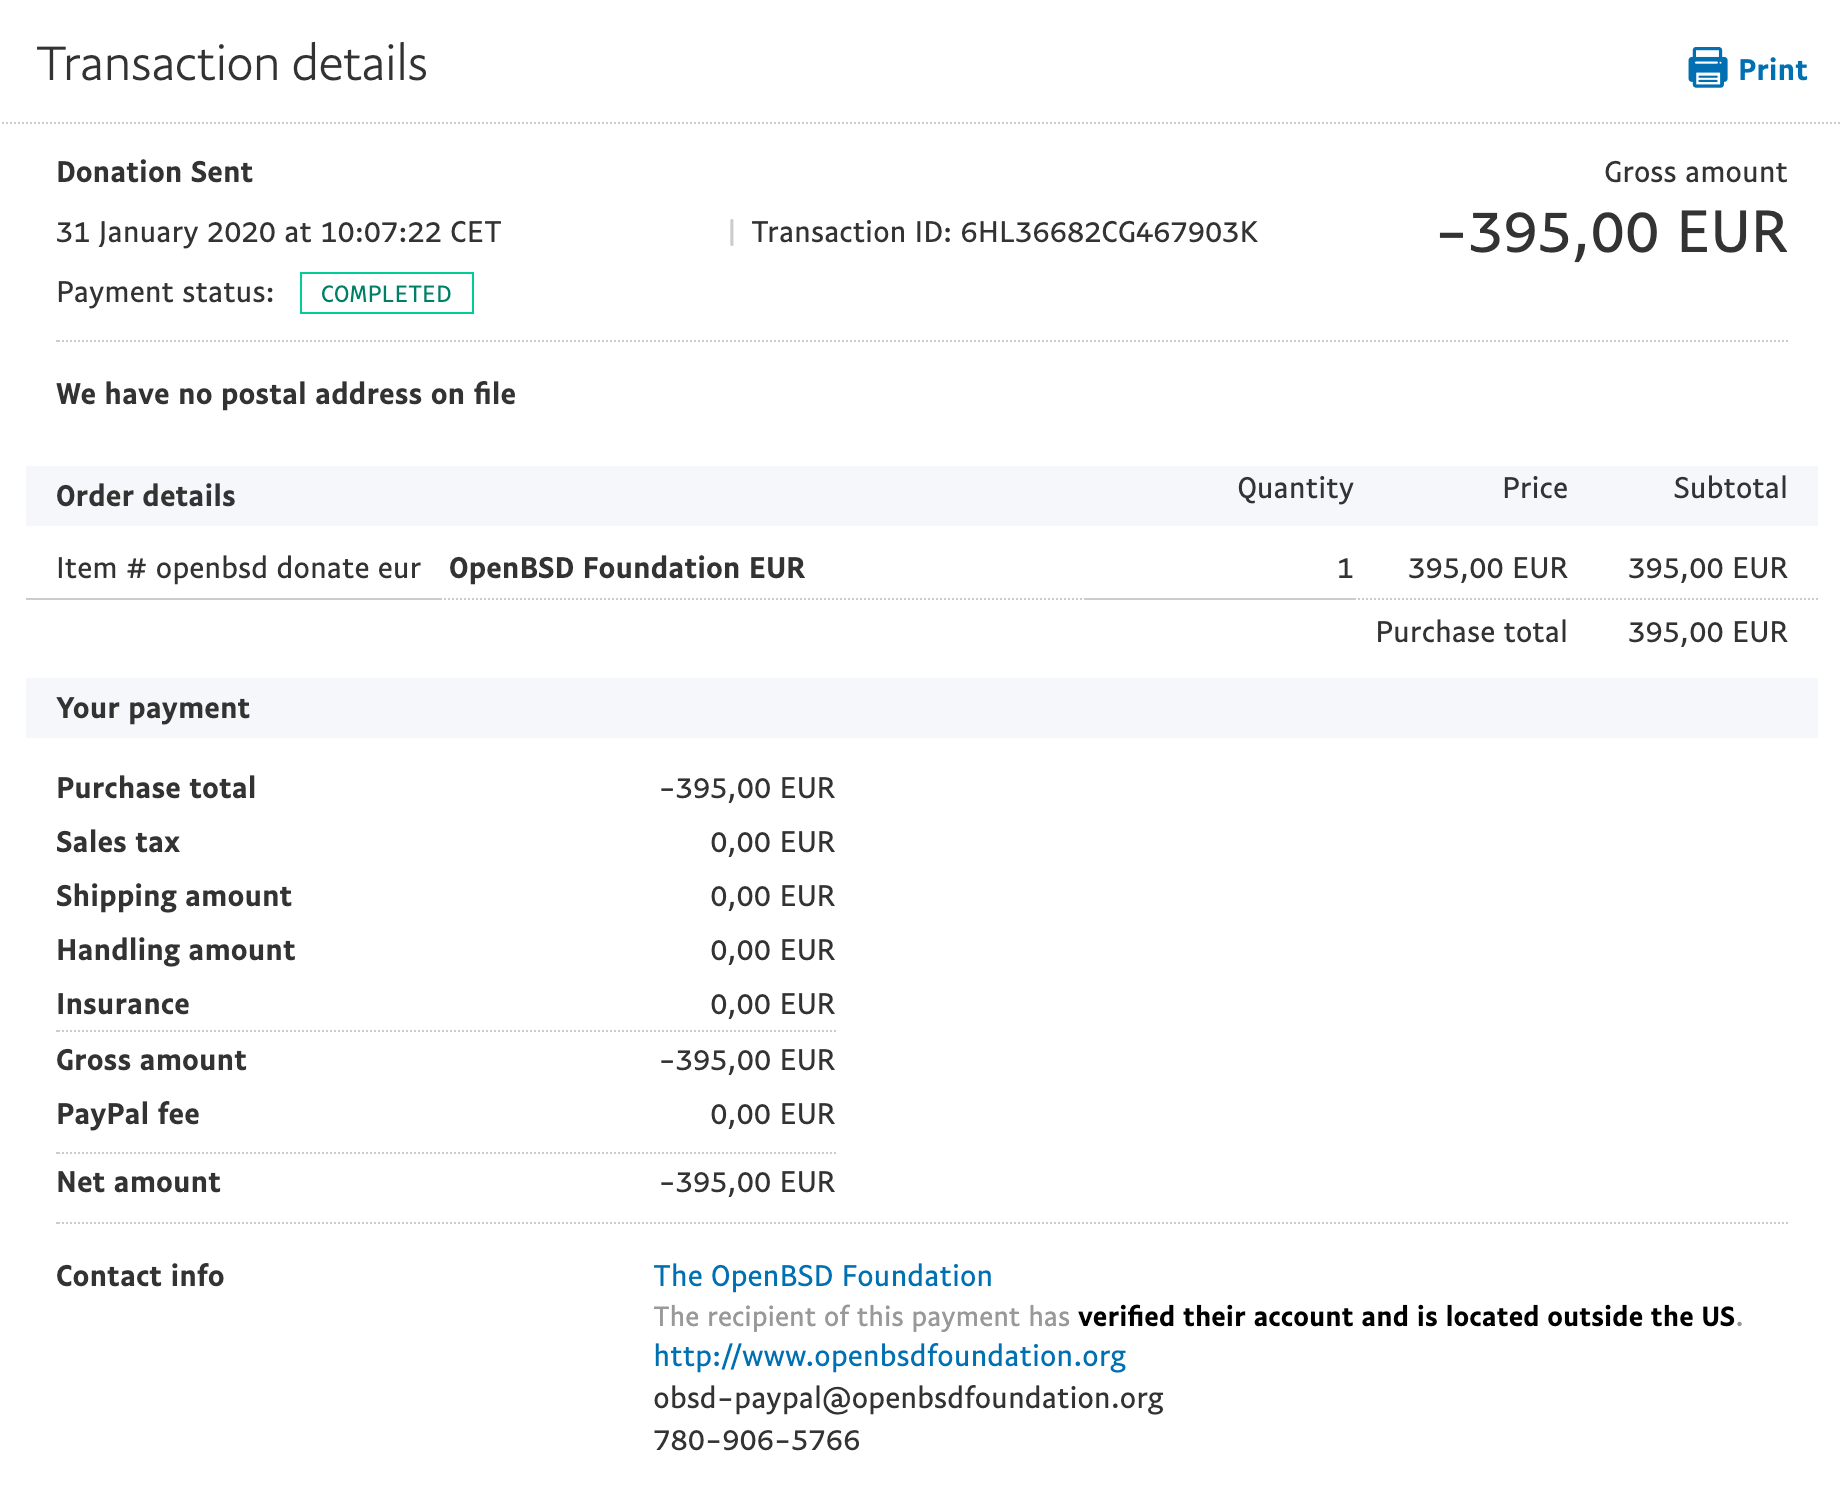 Transaction details
Print
Donation Sent
Gross amount
31 January 2020 at 10:07:22 CET | Transaction ID: 6HL36682CG467903K
-395,00 EUR
Payment status: COMPLETED
We have no postal address on file
Order details Quantity Price Subtotal
Item # openbsd donate eur OpenBSD Foundation EUR 1 395,00 EUR 395,00 EUR
Purchase total 395,00 EUR
Your payment
Purchase total -395,00 EUR
Sales tax 0,00 EUR
Shipping amount 0,00 EUR
Handling amount 0,00 EUR
Insurance 0,00 EUR
Gross amount -395,00 EUR
PayPal fee 0,00 EUR
Net amount -395,00 EUR
Contact info The OpenBSD Foundation
The recipient of this payment has verified their account and is located outside the US.
http://www.openbsdfoundation.org
obsd-paypal@openbsdfoundation.org
780-906-5766